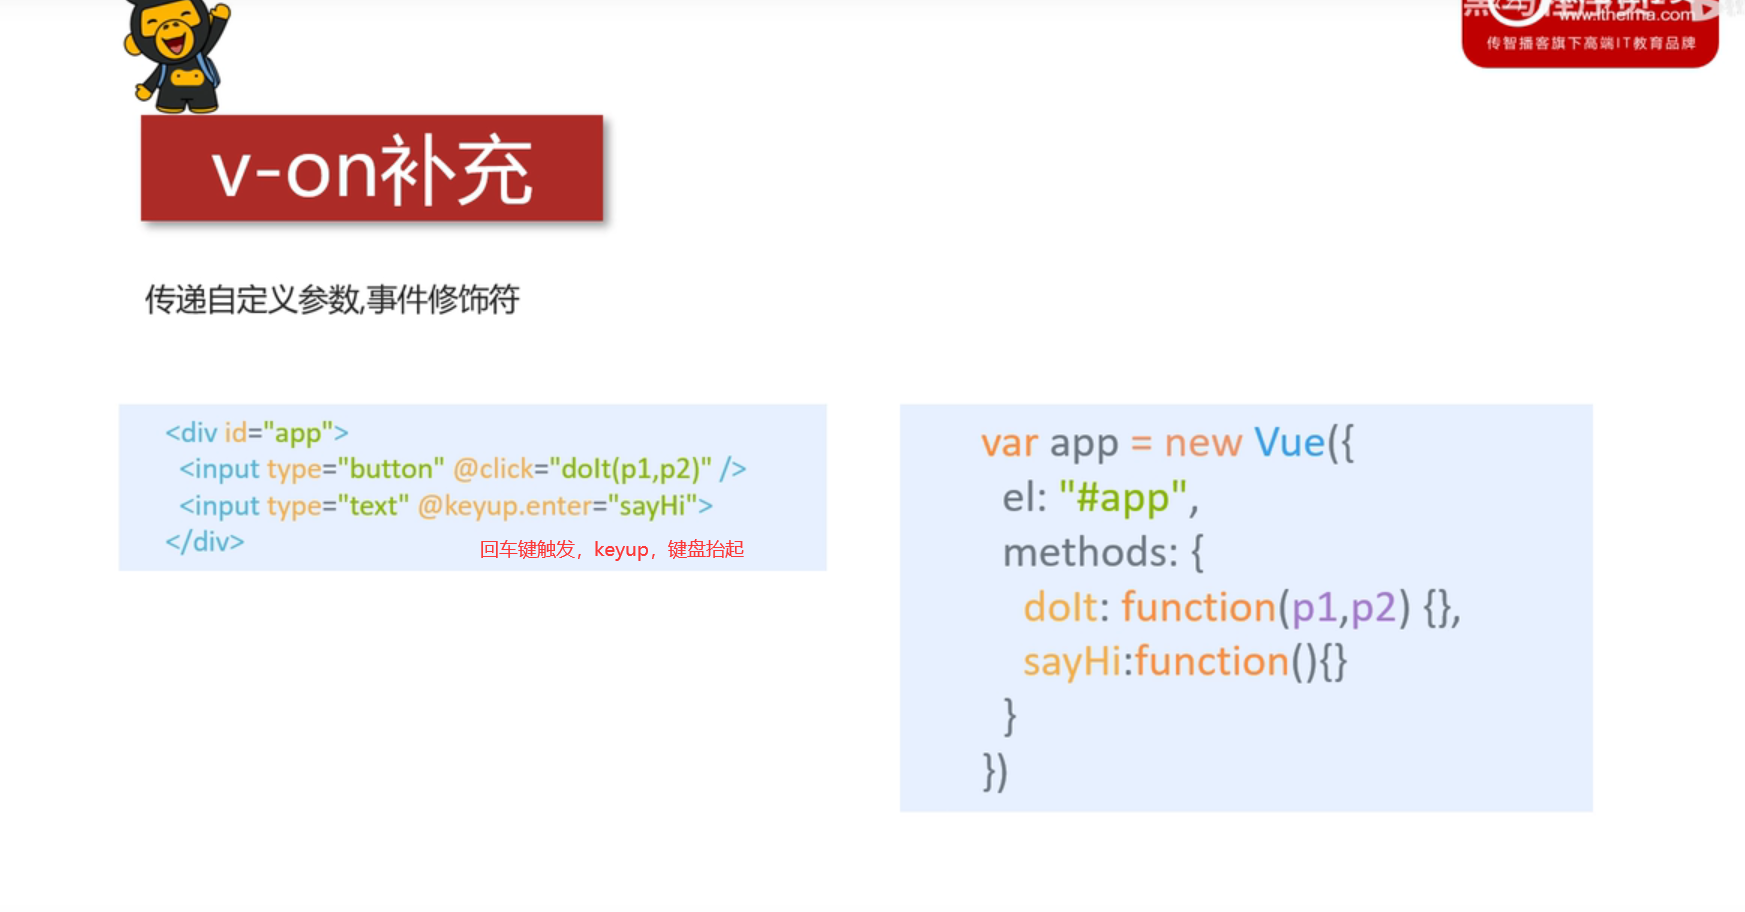 www.itheima.com
传智播客旗下高端IT教育品牌
v-on补充
传递自定义参数,事件修饰符
<div id="app">
<input type="button" @click="doIt(p1,p2)" />
<input type="text" @keyup.enter="sayHi">
</div>
回车键触发，keyup，键盘抬起
var app = new Vue({
el: "#app",
methods: {
doIt: function(p1,p2) {},
sayHi:function(){}
}
})